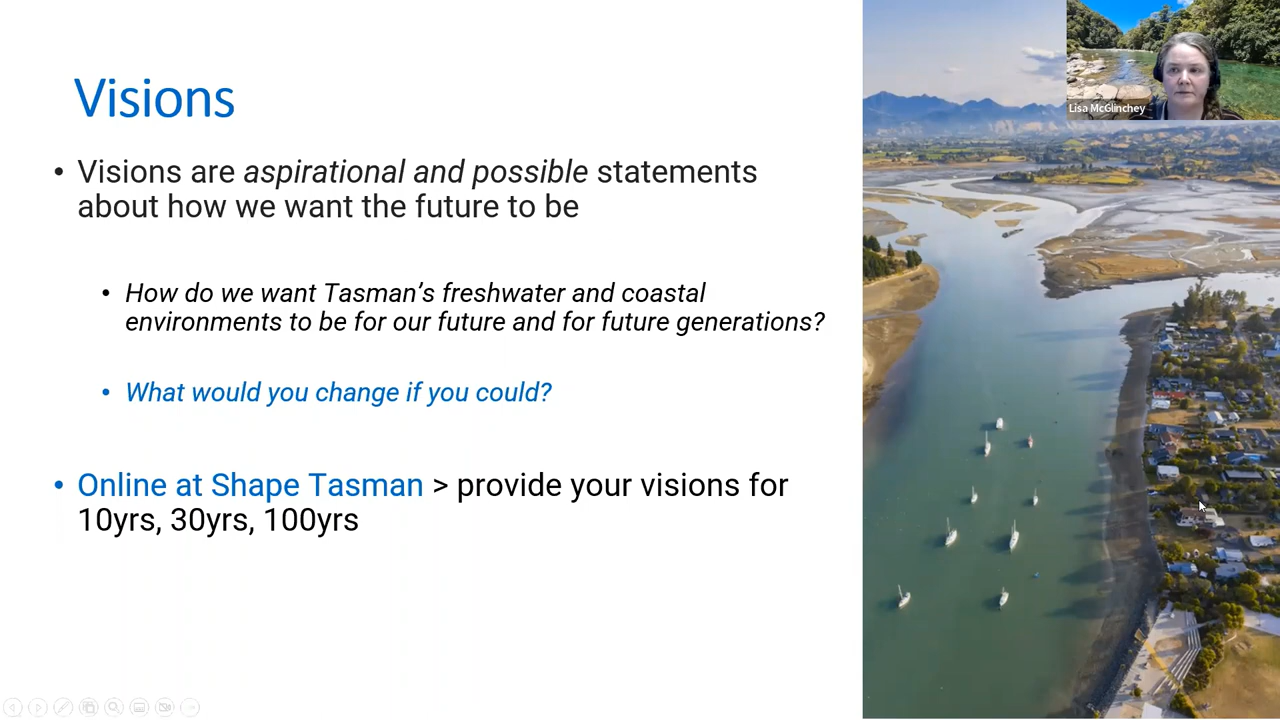 Visions
Lisa McGlinchey
• Visions are aspirational and possible statements
about how we want the future to be
• How do we want Tasman’s freshwater and coastal
environments to be for our future and for future generations?
• What would you change if you could?
• Online at Shape Tasman > provide your visions for
10yrs, 30yrs, 100yrs